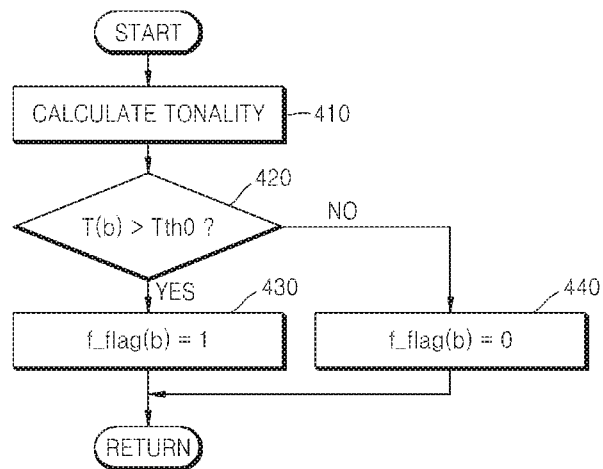 START
CALCULATE TONALITY
410
420
T(b) > Tth0 ?
NO
YES
430
440
f_flag(b) = 1
f_flag(b) = 0
RETURN